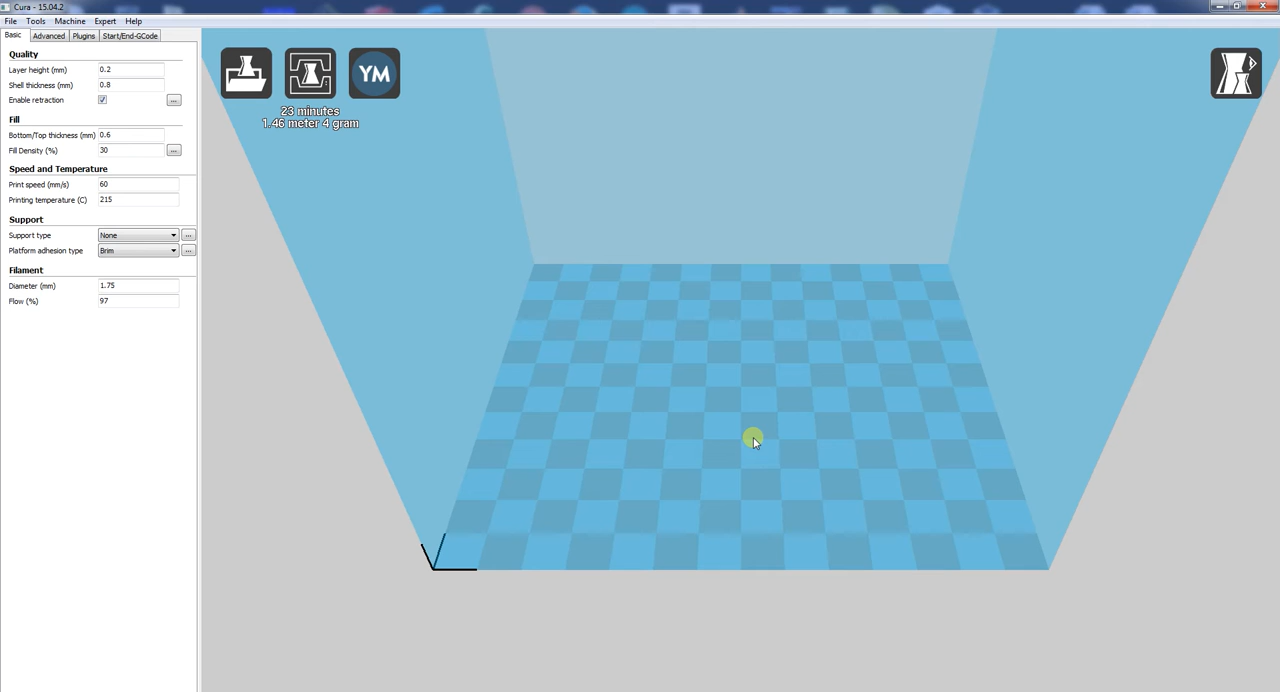 Cura - 15.04.2
File Tools Machine Expert Help
Basic Advanced Plugins Start/End-GCode
Quality
Layer height (mm) 0.2
Shell thickness (mm) 0.8
Enable retraction ...
Fill
Bottom/Top thickness (mm) 0.6
Fill Density (%) 30 ...
Speed and Temperature
Print speed (mm/s) 60
Printing temperature (C) 215
Support
Support type None ...
Platform adhesion type Brim ...
Filament
Diameter (mm) 1.75
Flow (%) 97
YM
23 minutes
1.46 meter 4 gram